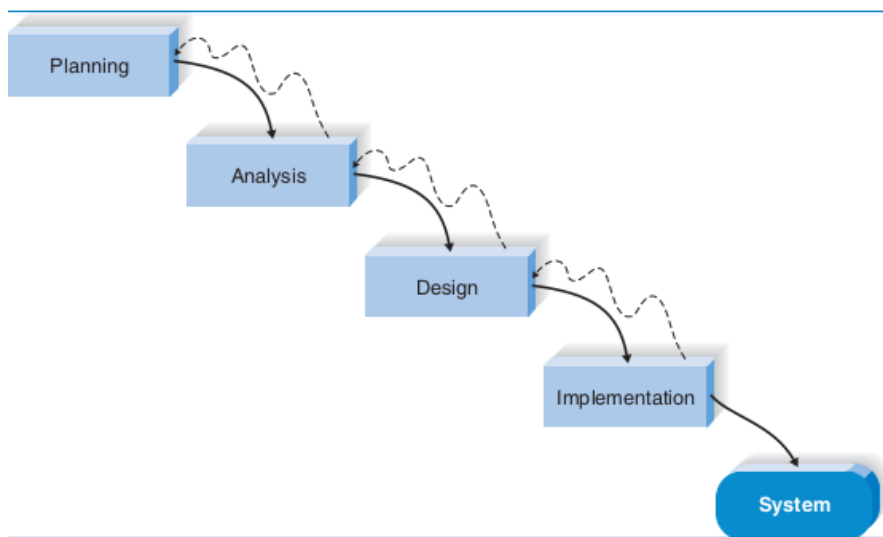 Planning
Analysis
Design
Implementation
System